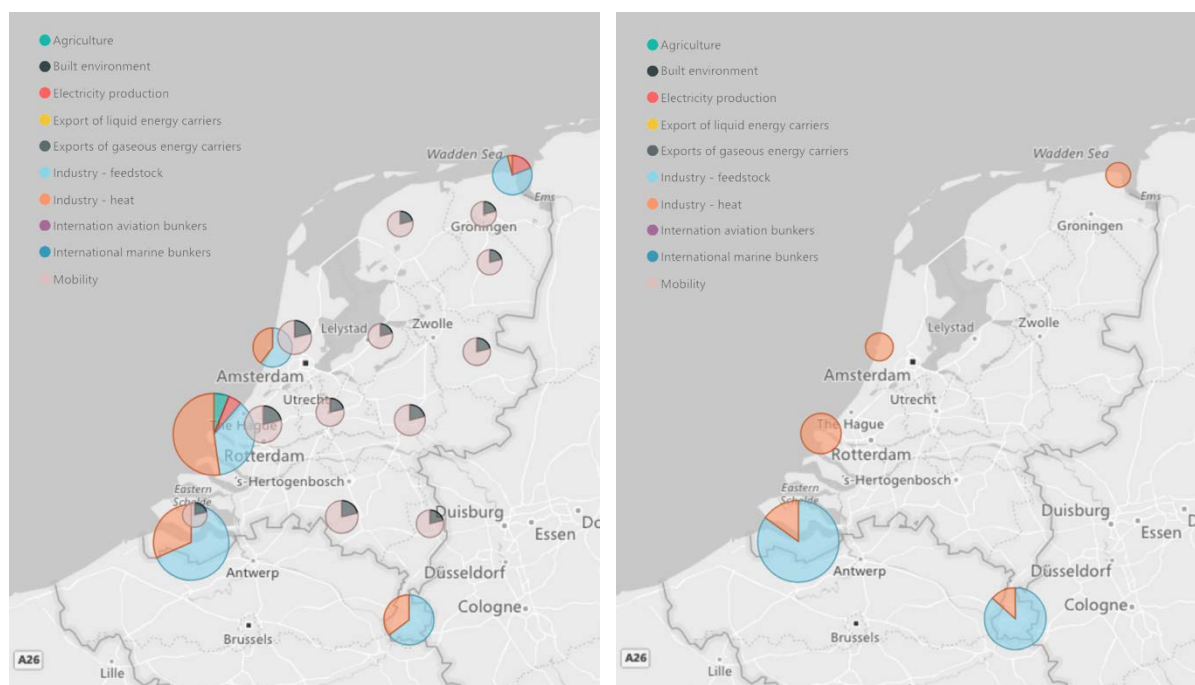 Agriculture
Built environment
Electricity production
Export of liquid energy carriers
Exports of gaseous energy carriers
Industry - feedstock
Industry - heat
Internation aviation bunkers
International marine bunkers
Mobility
Wadden Sea
Ems
Groningen
Lelystad
Zwolle
Amsterdam
Utrecht
The Hague
Rotterdam
's-Hertogenbosch
Eastern
Schelde
Duisburg
Do
Essen
Antwerp
Düsseldorf
Cologne
Brussels
A26
Lille
Agriculture
Built environment
Electricity production
Export of liquid energy carriers
Exports of gaseous energy carriers
Industry - feedstock
Industry - heat
Internation aviation bunkers
International marine bunkers
Mobility
Wadden Sea
Ems
Groningen
Lelystad
Zwolle
Amsterdam
Utrecht
The Hague
Rotterdam
's-Hertogenbosch
Eastern
Duisburg
D
Essen
Antwerp
Düsseldorf
Cologne
Brussels
A26
Lille